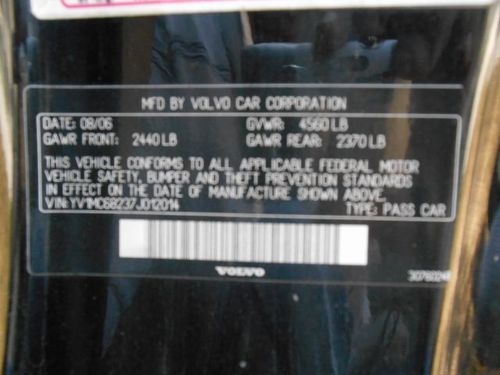 MFD BY VOLVO CAR CORPORATION
DATE: 08/06 GVWR: 4560 LB
GAWR FRONT: 2440 LB GAWR REAR: 2370 LB
THIS VEHICLE CONFORMS TO ALL APPLICABLE FEDERAL MOTOR
VEHICLE SAFETY, BUMPER AND THEFT PREVENTION STANDARDS
IN EFFECT ON THE DATE OF MANUFACTURE SHOWN ABOVE.
VIN: YV1MC68237J012014 TYPE: PASS CAR
VOLVO